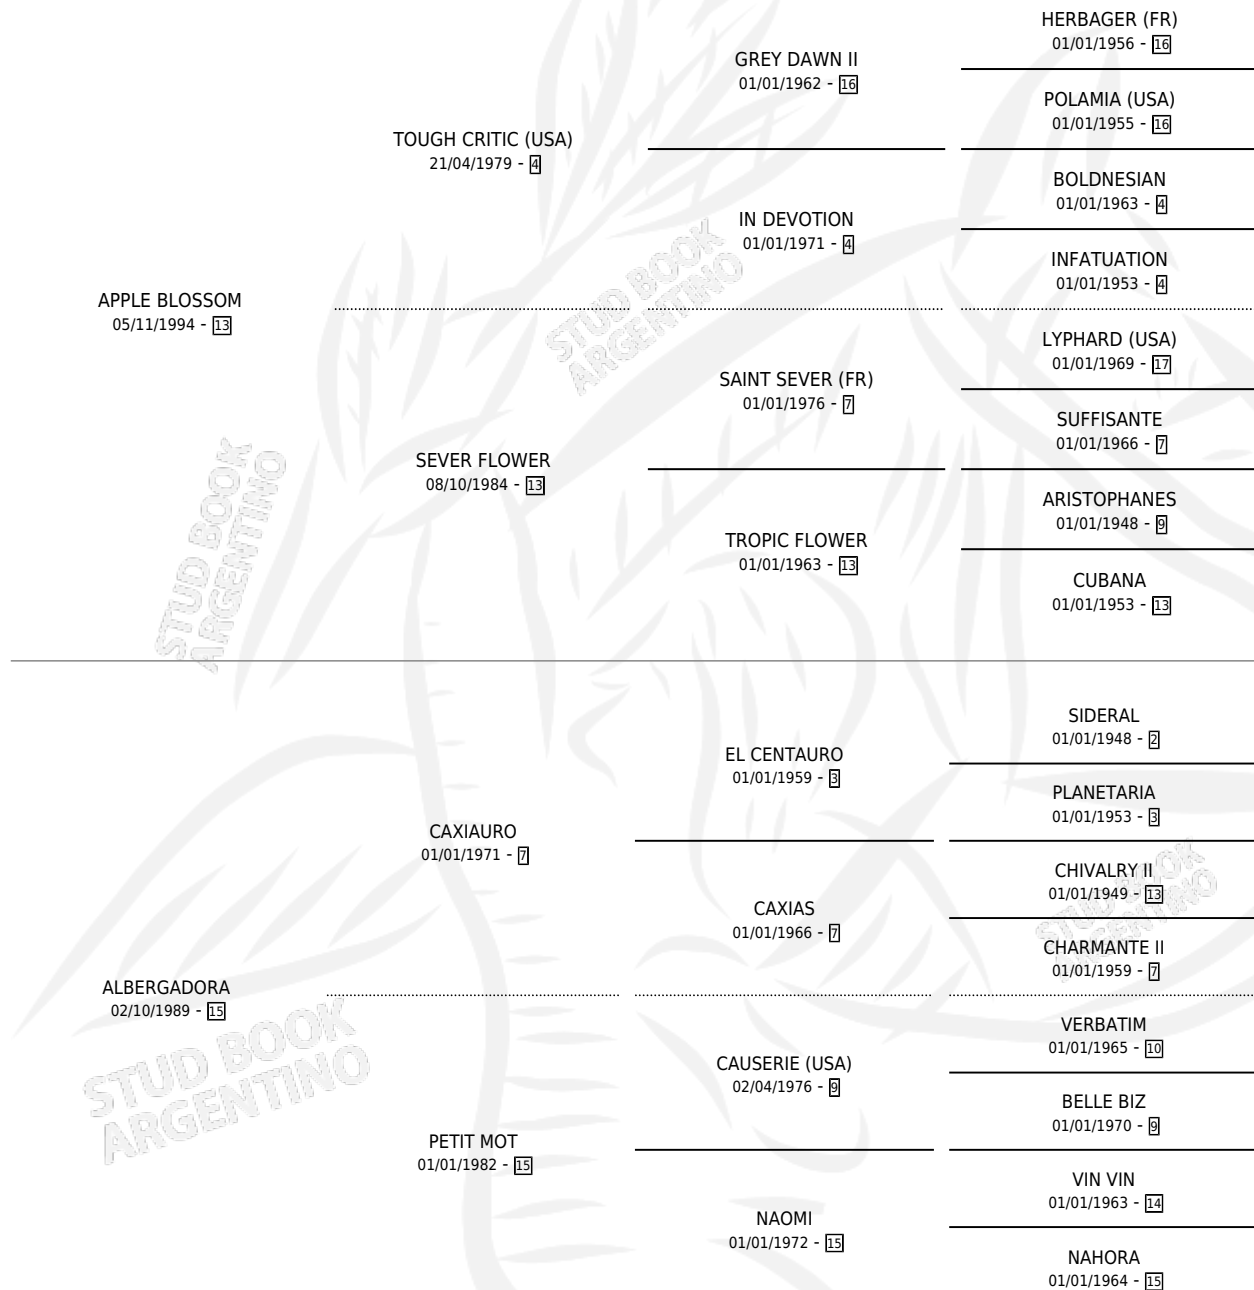 HERBAGER (FR)
01/01/1956 - 16
GREY DAWN II
01/01/1962 - 16
POLAMIA (USA)
01/01/1955 - 16
TOUGH CRITIC (USA)
21/04/1979 - 4
BOLDNESIAN
01/01/1963 - 4
IN DEVOTION
01/01/1971 - 4
INFATUATION
01/01/1953 - 4
APPLE BLOSSOM
05/11/1994 - 13
LYPHARD (USA)
01/01/1969 - 17
SAINT SEVER (FR)
01/01/1976 - 7
SUFFISANTE
01/01/1966 - 7
SEVER FLOWER
08/10/1984 - 13
ARISTOPHANES
01/01/1948 - 9
TROPIC FLOWER
01/01/1963 - 13
CUBANA
01/01/1953 - 13
SIDERAL
01/01/1948 - 2
EL CENTAURO
01/01/1959 - 3
PLANETARIA
01/01/1953 - 3
CAXIAURO
01/01/1971 - 7
CHIVALRY II
01/01/1949 - 13
CAXIAS
01/01/1966 - 7
CHARMANTE II
01/01/1959 - 7
ALBERGADORA
02/10/1989 - 15
VERBATIM
01/01/1965 - 10
CAUSERIE (USA)
02/04/1976 - 9
BELLE BIZ
01/01/1970 - 9
PETIT MOT
01/01/1982 - 15
VIN VIN
01/01/1963 - 14
NAOMI
01/01/1972 - 15
NAHORA
01/01/1964 - 15
STUD BOOK
ARGENTINO
STUD BOOK
ARGENTINO
STUD BOOK
ARGENTINO
STUD BOOK
ARGENTINO